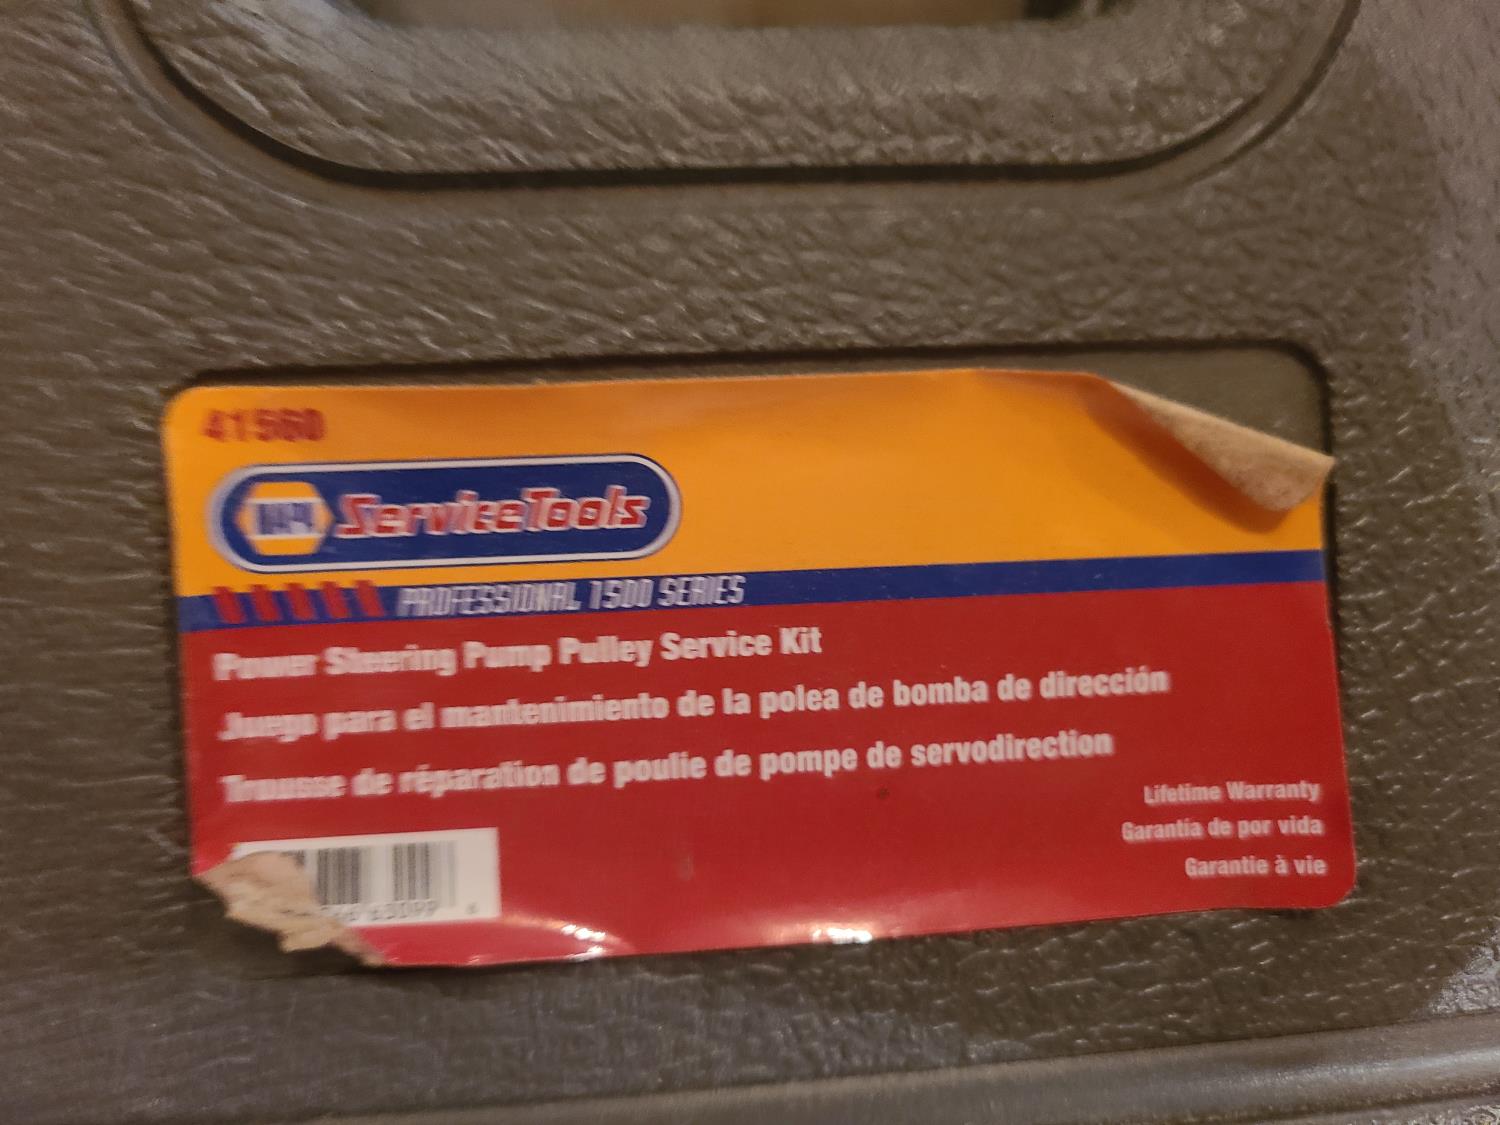 41560
NAPA ServiceTools
PROFESSIONAL 1500 SERIES
Power Steering Pump Pulley Service Kit
Juego para el mantenimiento de la polea de bomba de dirección
Trousse de réparation de poulie de pompe de servodirection
Lifetime Warranty
Garantía de por vida
Garantie à vie
63099